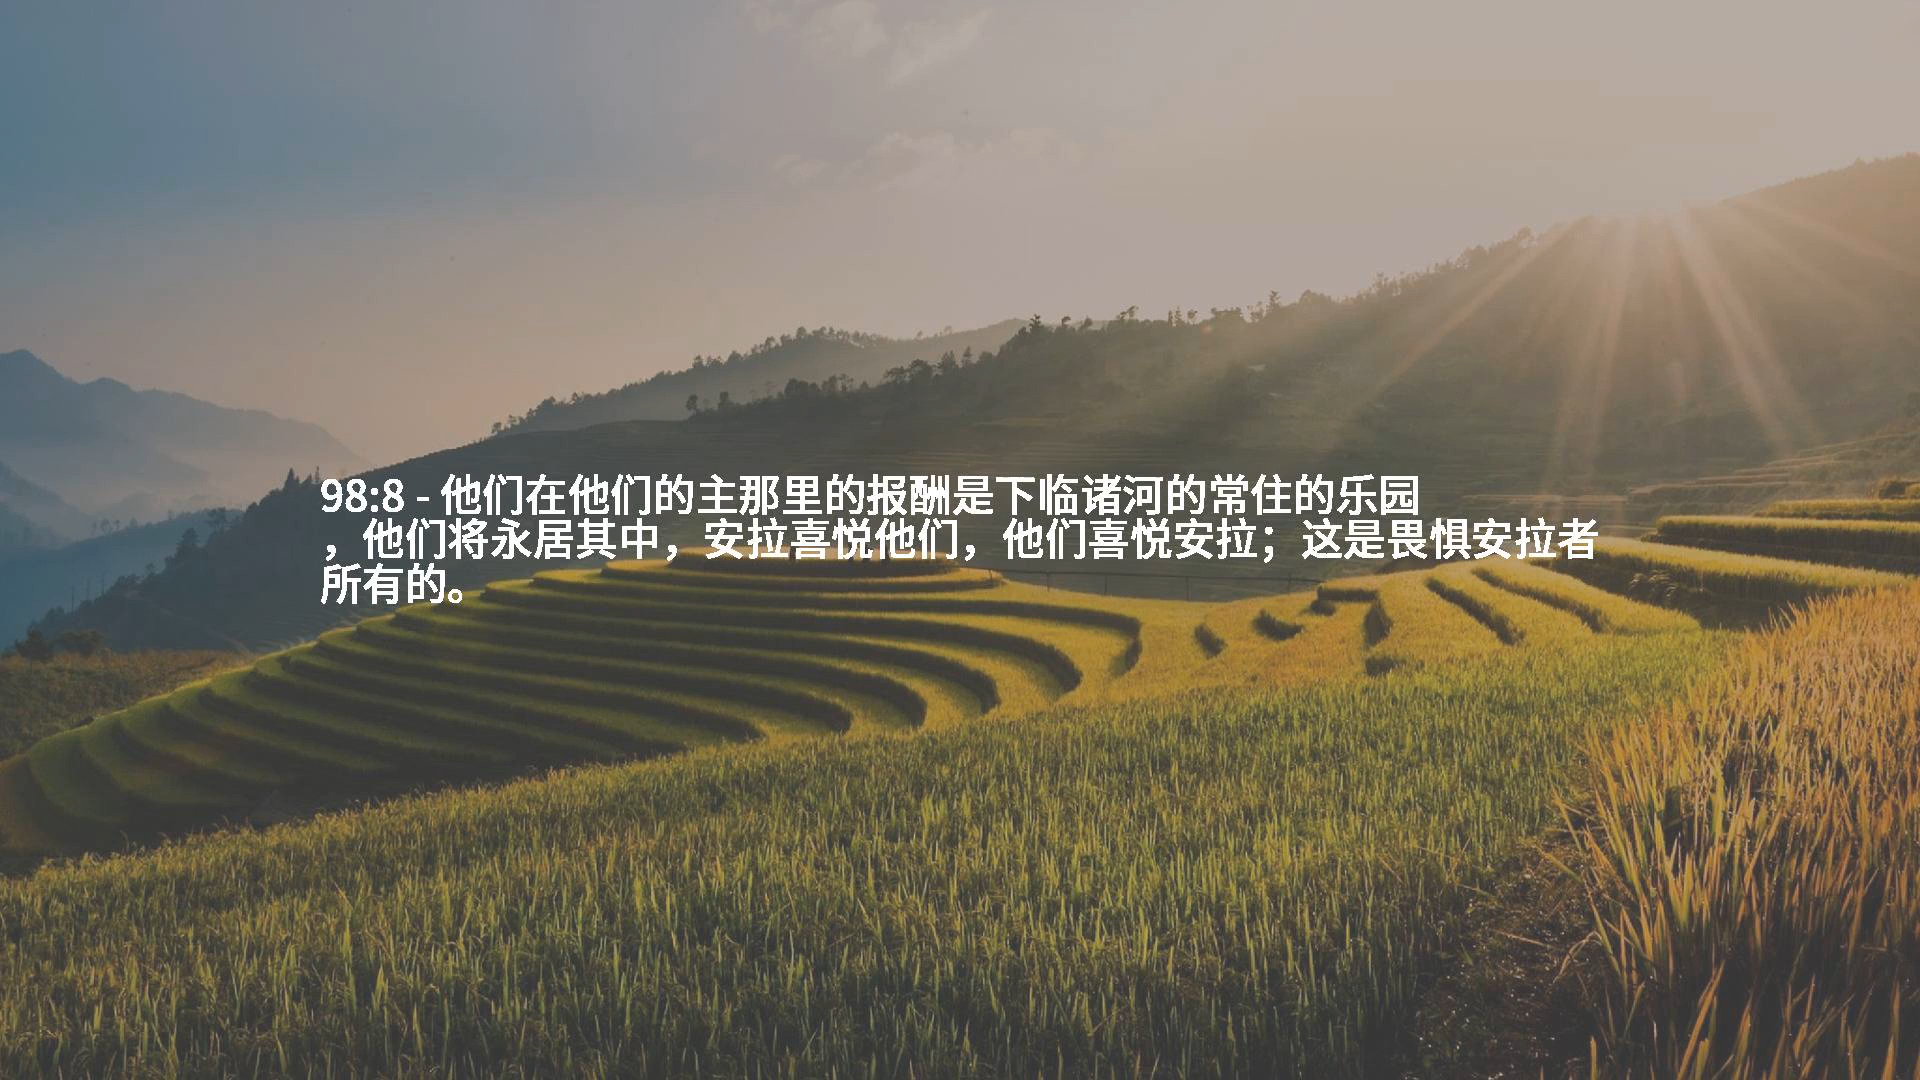 98:8 - 他们在他们的主那里的报酬是下临诸河的常住的乐园
，他们将永居其中，安拉喜悦他们，他们喜悦安拉；这是畏惧安拉者
所有的。